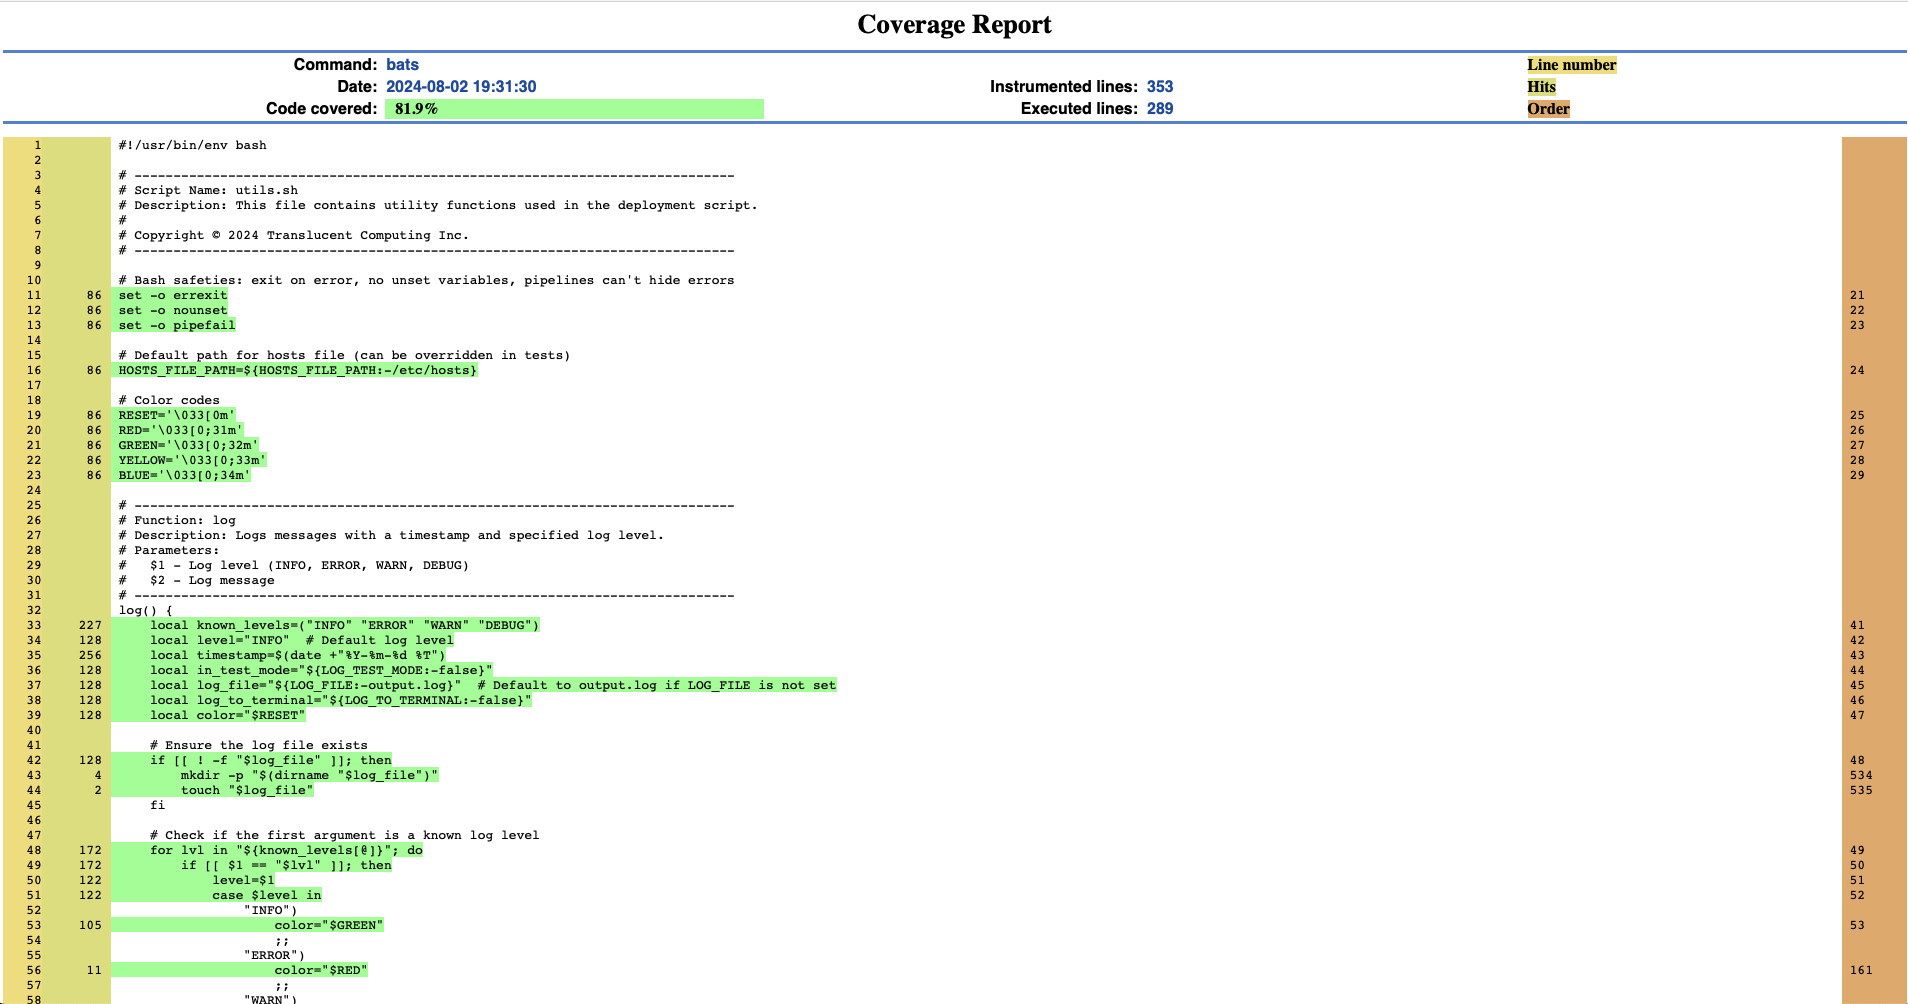 Coverage Report
Command: bats Line number
Date: 2024-08-02 19:31:30 Instrumented lines: 353 Hits
Code covered: 81.9% Executed lines: 289 Order
1 #!/usr/bin/env bash
2
3 # -----------------------------------------------------------------------------
4 # Script Name: utils.sh
5 # Description: This file contains utility functions used in the deployment script.
6 #
7 # Copyright © 2024 Translucent Computing Inc.
8 # -----------------------------------------------------------------------------
9
10 # Bash safeties: exit on error, no unset variables, pipelines can't hide errors
11 86 set -o errexit 21
12 86 set -o nounset 22
13 86 set -o pipefail 23
14
15 # Default path for hosts file (can be overridden in tests)
16 86 HOSTS_FILE_PATH=${HOSTS_FILE_PATH:-/etc/hosts} 24
17
18 # Color codes
19 86 RESET='\033[0m' 25
20 86 RED='\033[0;31m' 26
21 86 GREEN='\033[0;32m' 27
22 86 YELLOW='\033[0;33m' 28
23 86 BLUE='\033[0;34m' 29
24
25 # -----------------------------------------------------------------------------
26 # Function: log
27 # Description: Logs messages with a timestamp and specified log level.
28 # Parameters:
29 #   $1 - Log level (INFO, ERROR, WARN, DEBUG)
30 #   $2 - Log message
31 # -----------------------------------------------------------------------------
32 log() {
33 227     local known_levels=("INFO" "ERROR" "WARN" "DEBUG") 41
34 128     local level="INFO"  # Default log level 42
35 256     local timestamp=$(date +"%Y-%m-%d %T") 43
36 128     local in_test_mode="${LOG_TEST_MODE:-false}" 44
37 128     local log_file="${LOG_FILE:-output.log}"  # Default to output.log if LOG_FILE is not set 45
38 128     local log_to_terminal="${LOG_TO_TERMINAL:-false}" 46
39 128     local color="$RESET" 47
40
41     # Ensure the log file exists
42 128     if [[ ! -f "$log_file" ]]; then 48
43 4         mkdir -p "$(dirname "$log_file")" 534
44 2         touch "$log_file" 535
45     fi
46
47     # Check if the first argument is a known log level
48 172     for lvl in "${known_levels[@]}"; do 49
49 172         if [[ $1 == "$lvl" ]]; then 50
50 122             level=$1 51
51 122             case $level in 52
52                 "INFO")
53 105                     color="$GREEN" 53
54                     ;;
55                 "ERROR")
56 11                     color="$RED" 161
57                     ;;
58                 "WARN")